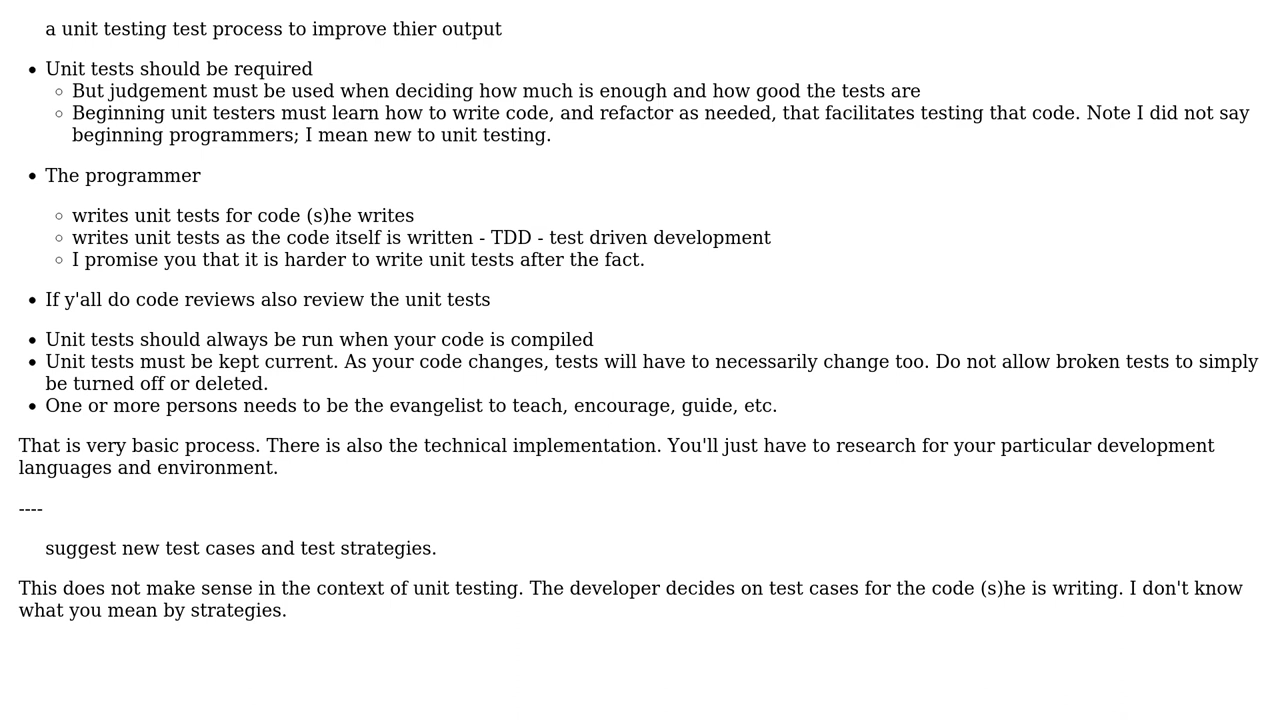 a unit testing test process to improve thier output
• Unit tests should be required
◦ But judgement must be used when deciding how much is enough and how good the tests are
◦ Beginning unit testers must learn how to write code, and refactor as needed, that facilitates testing that code. Note I did not say
beginning programmers; I mean new to unit testing.
• The programmer
◦ writes unit tests for code (s)he writes
◦ writes unit tests as the code itself is written - TDD - test driven development
◦ I promise you that it is harder to write unit tests after the fact.
• If y'all do code reviews also review the unit tests
• Unit tests should always be run when your code is compiled
• Unit tests must be kept current. As your code changes, tests will have to necessarily change too. Do not allow broken tests to simply
be turned off or deleted.
• One or more persons needs to be the evangelist to teach, encourage, guide, etc.
That is very basic process. There is also the technical implementation. You'll just have to research for your particular development
languages and environment.
----
suggest new test cases and test strategies.
This does not make sense in the context of unit testing. The developer decides on test cases for the code (s)he is writing. I don't know
what you mean by strategies.